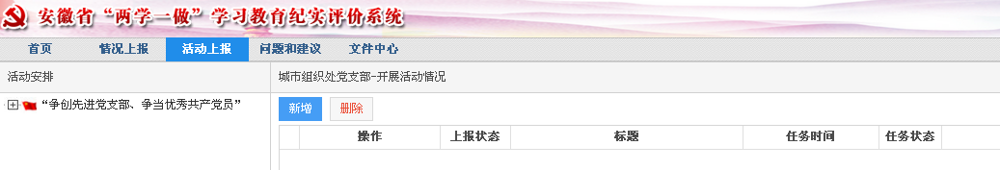 安徽省“两学一做”学习教育纪实评价系统
首页 情况上报 活动上报 问题和建议 文件中心
活动安排
“争创先进党支部、争当优秀共产党员”
城市组织处党支部-开展活动情况
新增 删除
操作 上报状态 标题 任务时间 任务状态